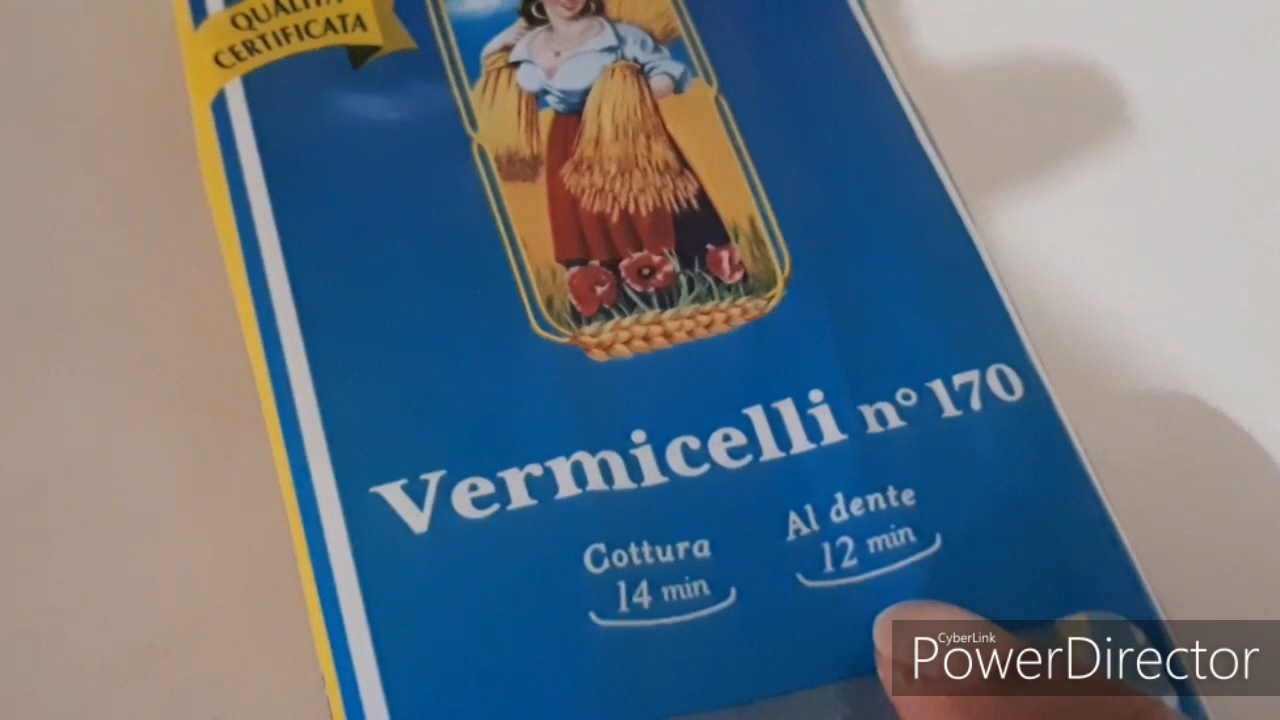 QUALITÀ
CERTIFICATA
Vermicelli n° 170
Cottura
14 min
Al dente
12 min
CyberLink
PowerDirector